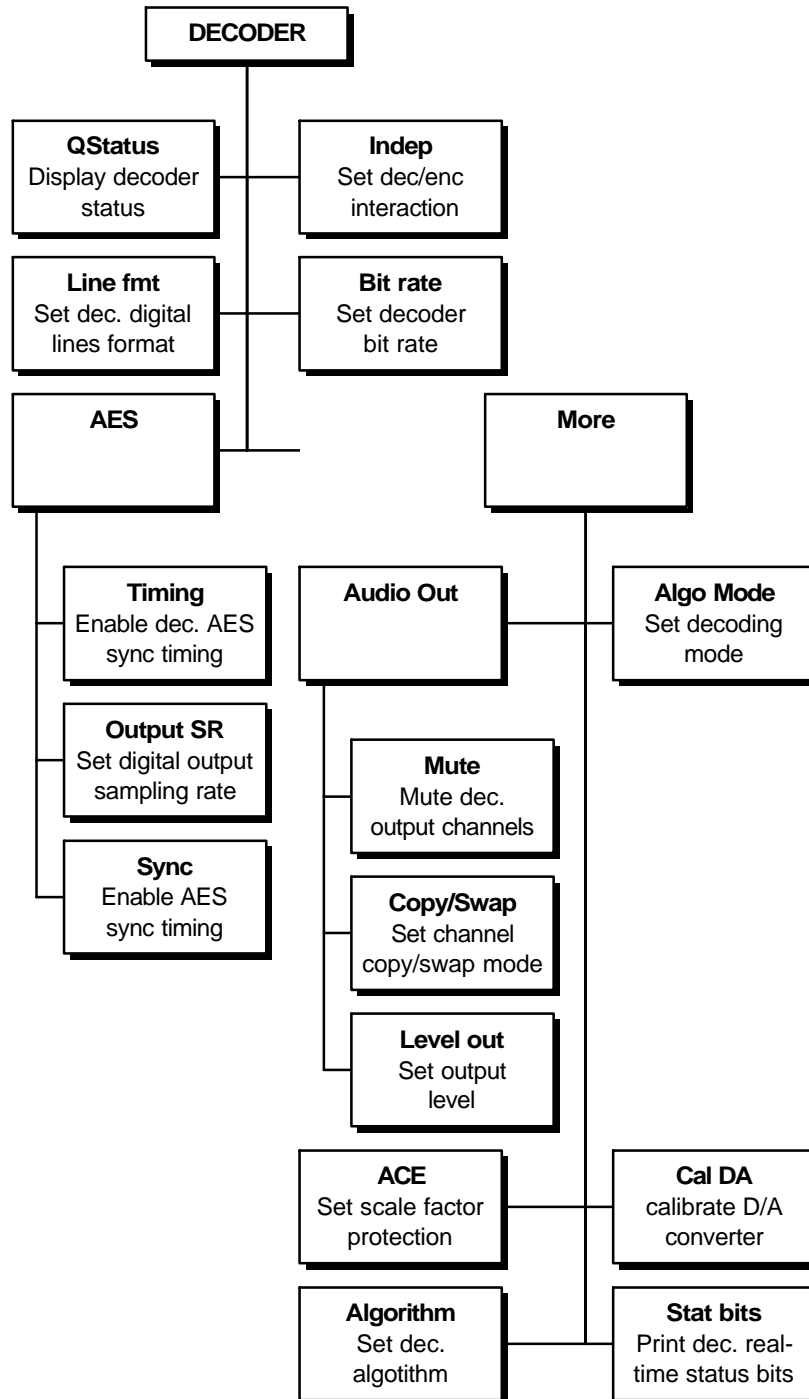 DECODER
QStatus
Display decoder
status
Indep
Set dec/enc
interaction
Line fmt
Set dec. digital
lines format
Bit rate
Set decoder
bit rate
AES
More
Timing
Enable dec. AES
sync timing
Audio Out
Algo Mode
Set decoding
mode
Output SR
Set digital output
sampling rate
Mute
Mute dec.
output channels
Sync
Enable AES
sync timing
Copy/Swap
Set channel
copy/swap mode
Level out
Set output
level
ACE
Set scale factor
protection
Cal DA
calibrate D/A
converter
Algorithm
Set dec.
algotithm
Stat bits
Print dec. real-
time status bits